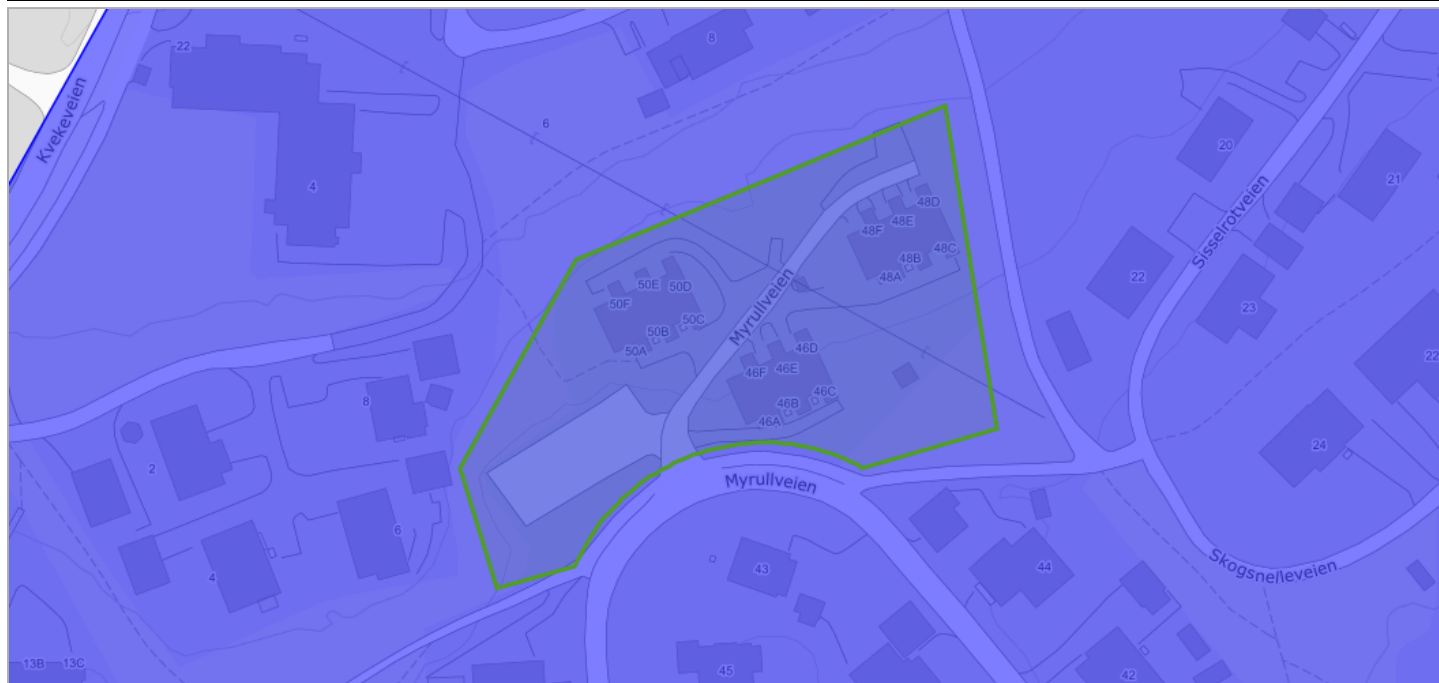 22
Kvekeveien
4
8
6
20
21
Sisselrotveien
22
23
22
24
48D
48E
48F
48C
48B
48A
50E
50D
50F
50C
50B
50A
Myrullveien
46D
46F
46E
46C
46B
46A
Myrullveien
8
2
6
4
13B
13C
43
45
44
42
Skogsnelleveien